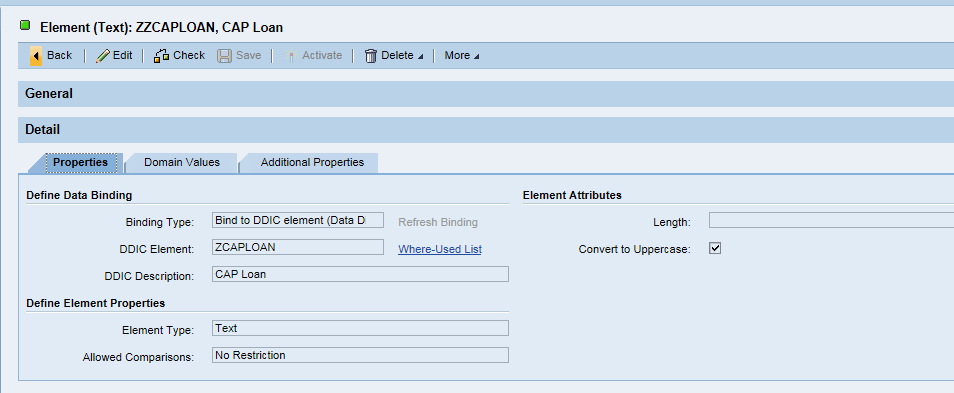 Element (Text): ZZCAPLOAN, CAP Loan
Back Edit Check Save Activate Delete More
General
Detail
Properties Domain Values Additional Properties
Define Data Binding Element Attributes
Binding Type: Bind to DDIC element (Data D Refresh Binding Length:
DDIC Element: ZCAPLOAN Where-Used List Convert to Uppercase:
DDIC Description: CAP Loan
Define Element Properties
Element Type: Text
Allowed Comparisons: No Restriction